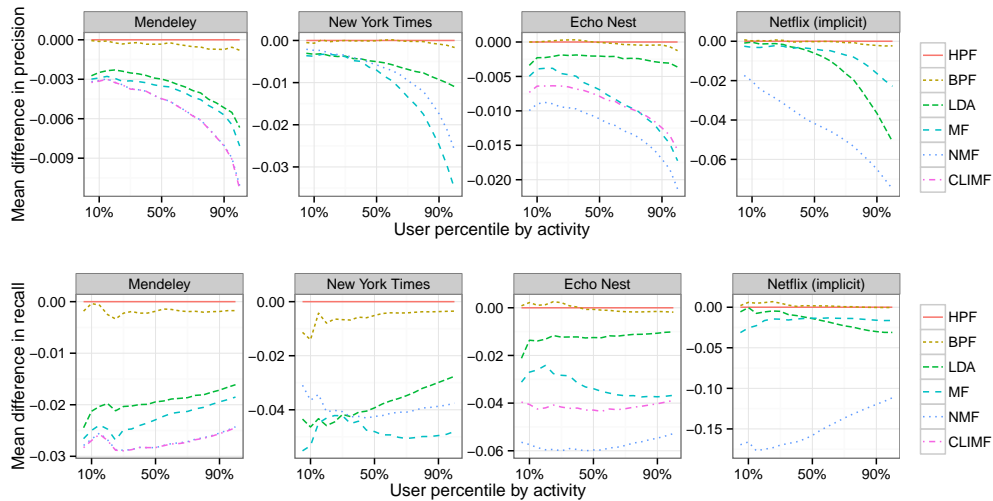 Mendeley New York Times Echo Nest Netflix (implicit)
Mean difference in precision
0.000
−0.003
−0.006
−0.009
0.00
−0.01
−0.02
−0.03
0.000
−0.005
−0.010
−0.015
−0.020
0.00
−0.02
−0.04
−0.06
10% 50% 90% 10% 50% 90% 10% 50% 90% 10% 50% 90%
User percentile by activity
HPF
BPF
LDA
MF
NMF
CLIMF
Mendeley New York Times Echo Nest Netflix (implicit)
Mean difference in recall
0.00
−0.01
−0.02
−0.03
0.00
−0.02
−0.04
0.00
−0.02
−0.04
−0.06
0.00
−0.05
−0.10
−0.15
10% 50% 90% 10% 50% 90% 10% 50% 90% 10% 50% 90%
User percentile by activity
HPF
BPF
LDA
MF
NMF
CLIMF